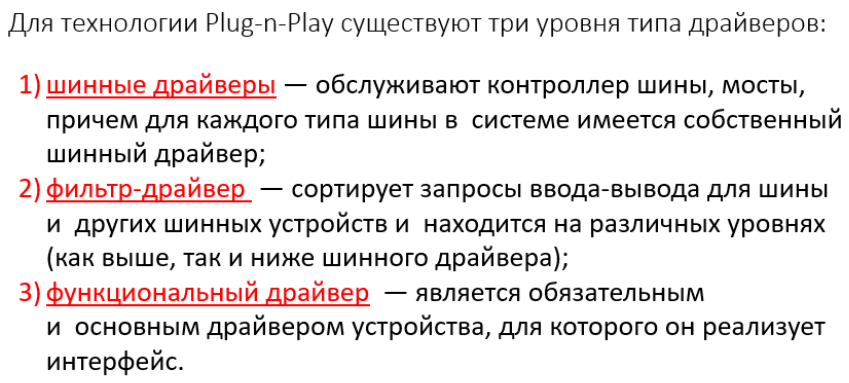 Для технологии Plug-n-Play существуют три уровня типа драйверов:
1) шинные драйверы — обслуживают контроллер шины, мосты,
причем для каждого типа шины в системе имеется собственный
шинный драйвер;
2) фильтр-драйвер — сортирует запросы ввода-вывода для шины
и других шинных устройств и находится на различных уровнях
(как выше, так и ниже шинного драйвера);
3) функциональный драйвер — является обязательным
и основным драйвером устройства, для которого он реализует
интерфейс.